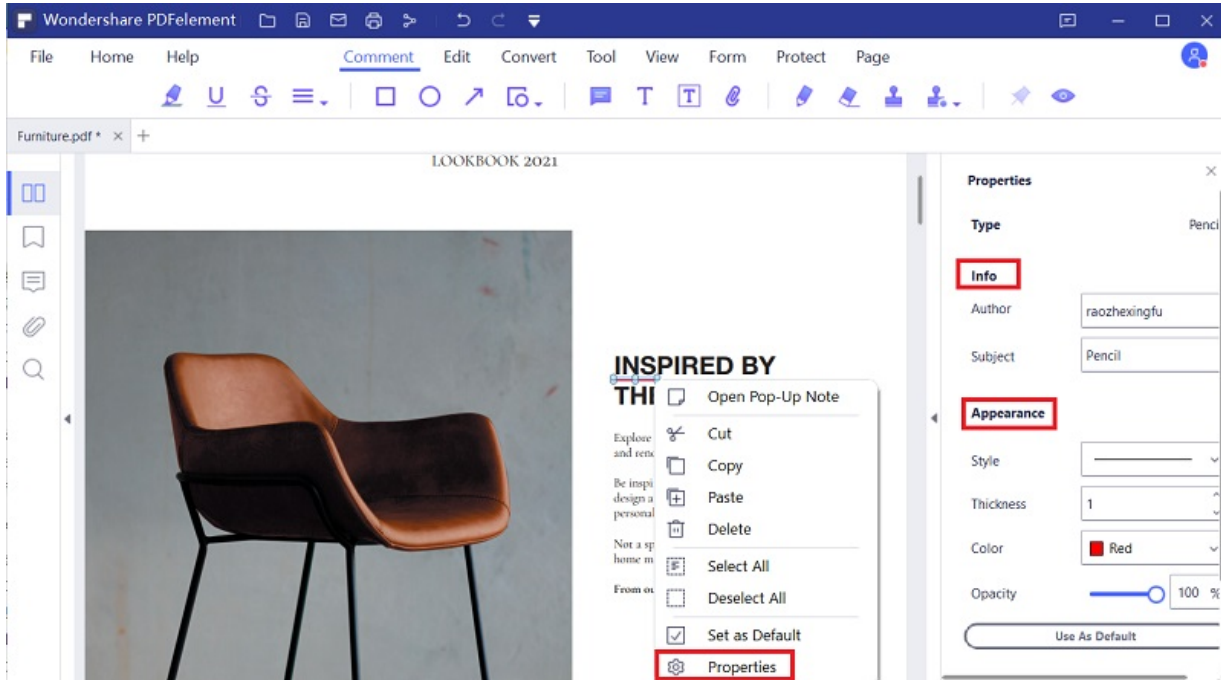 Wondershare PDFelement
File Home Help Comment Edit Convert Tool View Form Protect Page
Furniture.pdf * × +
LOOKBOOK 2021
INSPIRED BY
THE
Explore
and rene
Be inspi
design a
personal
Not a sp
home m
From ou
Open Pop-Up Note
Cut
Copy
Paste
Delete
Select All
Deselect All
Set as Default
Properties
Properties
Type Penci
Info
Author raozhexingfu
Subject Pencil
Appearance
Style
Thickness 1
Color Red
Opacity 100 %
Use As Default